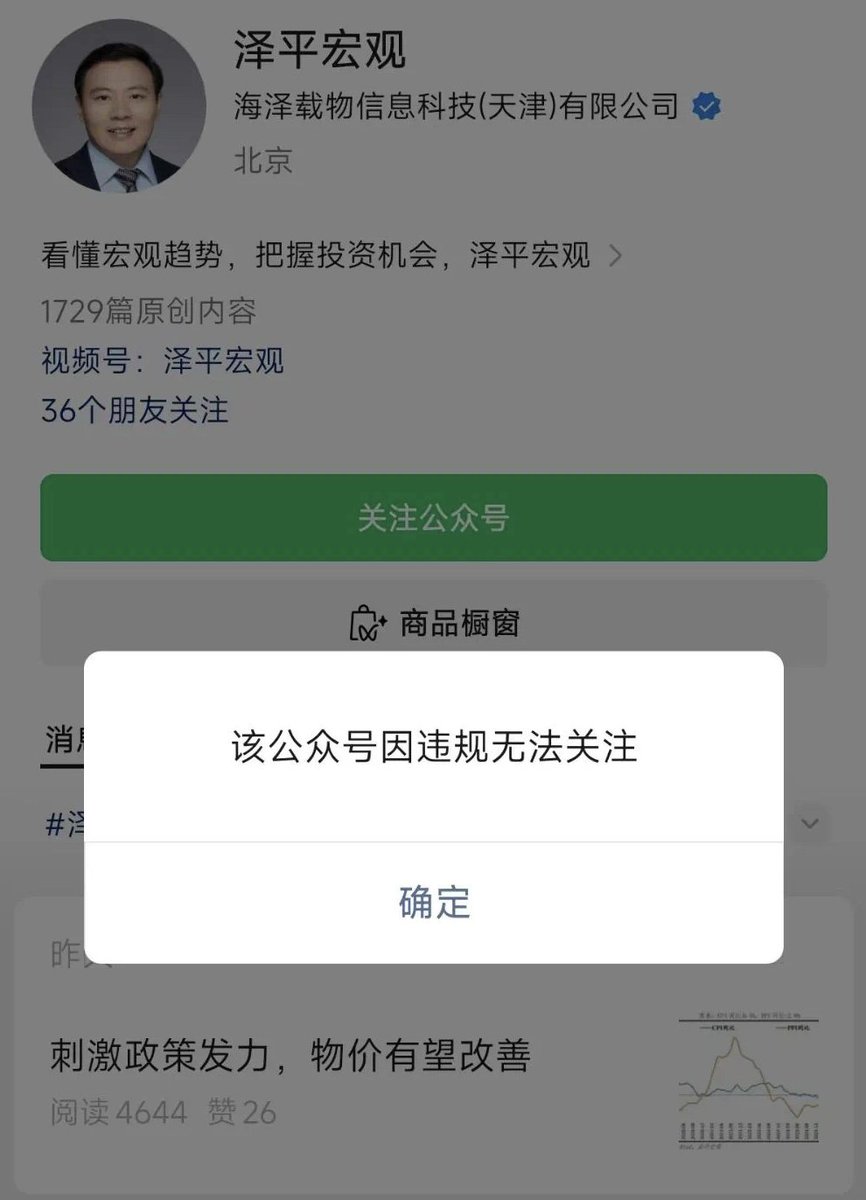 泽平宏观
海泽载物信息科技(天津)有限公司
北京
看懂宏观趋势，把握投资机会，泽平宏观
1729篇原创内容
视频号：泽平宏观
36个朋友关注
关注公众号
商品橱窗
消息
该公众号因违规无法关注
#泽
确定
昨天
刺激政策发力，物价有望改善
阅读 4644 赞 26